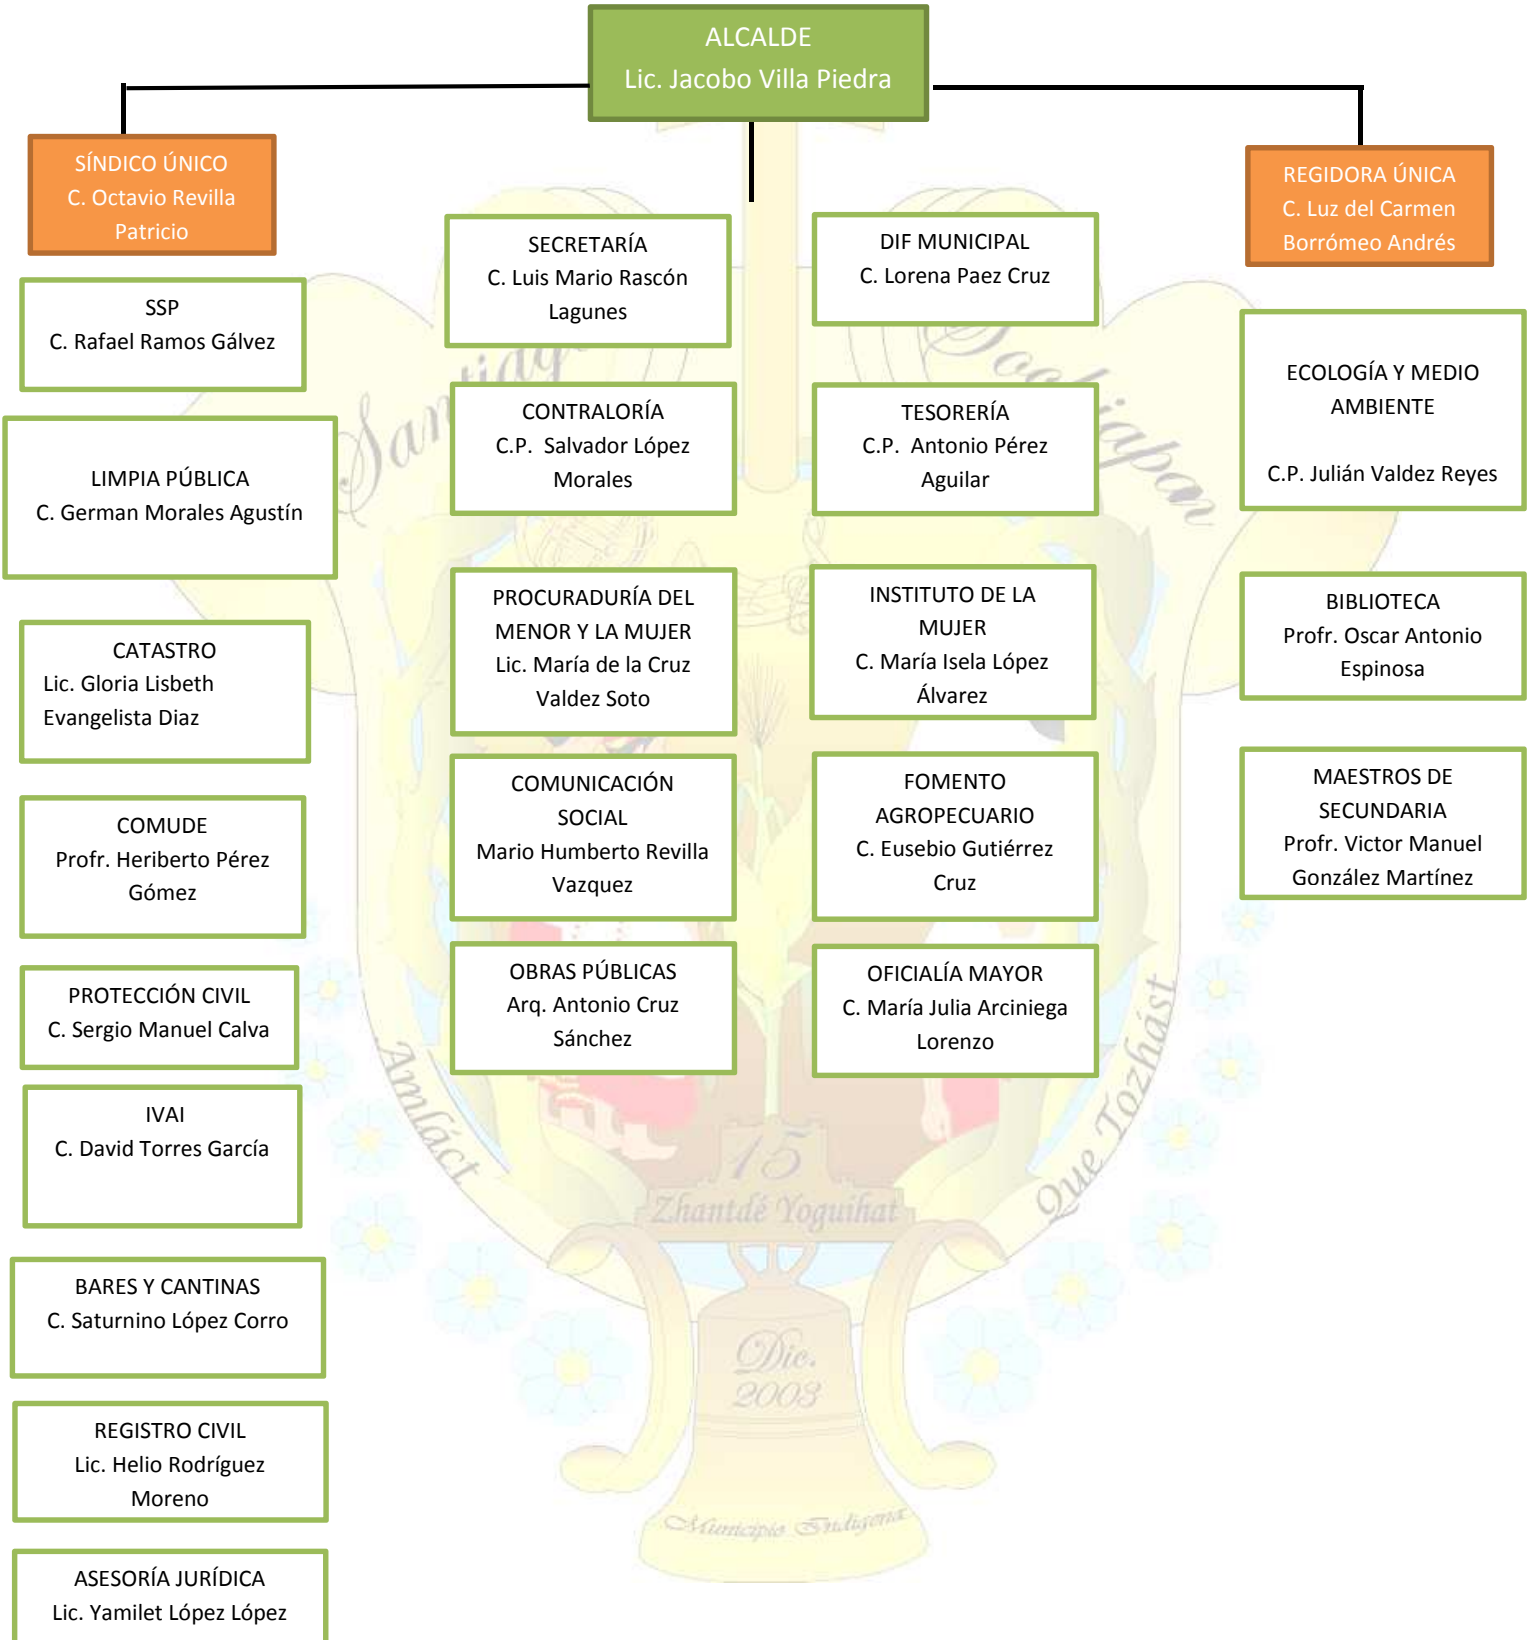 ALCALDE
Lic. Jacobo Villa Piedra
SÍNDICO ÚNICO
C. Octavio Revilla
Patricio
REGIDORA ÚNICA
C. Luz del Carmen
Borrómeo Andrés
SSP
C. Rafael Ramos Gálvez
LIMPIA PÚBLICA
C. German Morales Agustín
CATASTRO
Lic. Gloria Lisbeth
Evangelista Diaz
COMUDE
Profr. Heriberto Pérez
Gómez
PROTECCIÓN CIVIL
C. Sergio Manuel Calva
IVAI
C. David Torres García
BARES Y CANTINAS
C. Saturnino López Corro
REGISTRO CIVIL
Lic. Helio Rodríguez
Moreno
ASESORÍA JURÍDICA
Lic. Yamilet López López
SECRETARÍA
C. Luis Mario Rascón
Lagunes
CONTRALORÍA
C.P.  Salvador López
Morales
PROCURADURÍA DEL
MENOR Y LA MUJER
Lic. María de la Cruz
Valdez Soto
COMUNICACIÓN
SOCIAL
Mario Humberto Revilla
Vazquez
OBRAS PÚBLICAS
Arq. Antonio Cruz
Sánchez
DIF MUNICIPAL
C. Lorena Paez Cruz
TESORERÍA
C.P.  Antonio Pérez
Aguilar
INSTITUTO DE LA
MUJER
C. María Isela López
Álvarez
FOMENTO
AGROPECUARIO
C. Eusebio Gutiérrez
Cruz
OFICIALÍA MAYOR
C. María Julia Arciniega
Lorenzo
ECOLOGÍA Y MEDIO
AMBIENTE
C.P. Julián Valdez Reyes
BIBLIOTECA
Profr. Oscar Antonio
Espinosa
MAESTROS DE
SECUNDARIA
Profr. Victor Manuel
González Martínez
Amláct
Que Tozhást
15
Zhantdé Yoguihat
Dic.
2003
Municipio Indígena